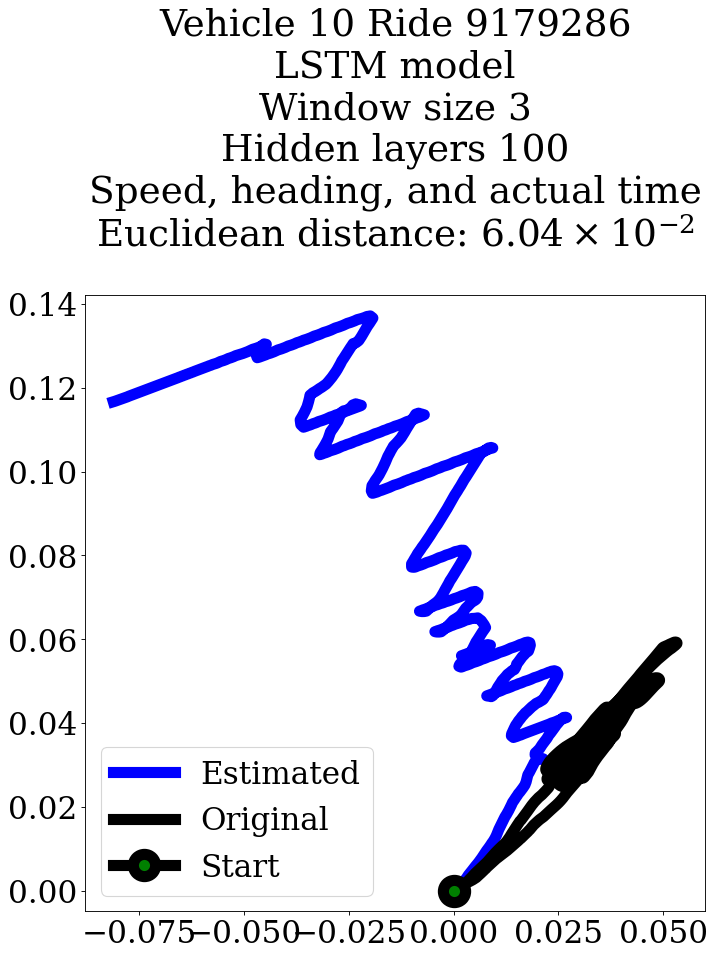 Vehicle 10 Ride 9179286
LSTM model
Window size 3
Hidden layers 100
Speed, heading, and actual time
Euclidean distance: 6.04 × 10⁻²
0.14
0.12
0.10
0.08
0.06
0.04
0.02
0.00
Estimated
Original
Start
−0.075 −0.050 −0.025 0.000 0.025 0.050